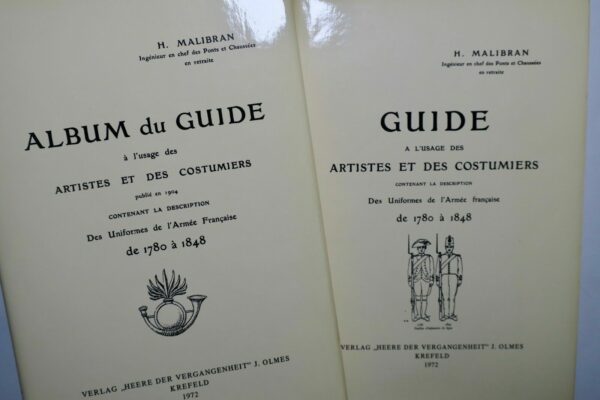 H. MALIBRAN
Ingénieur en chef des Ponts et Chaussées
en retraite
ALBUM du GUIDE
à l'usage des
ARTISTES ET DES COSTUMIERS
publié en 1904
CONTENANT LA DESCRIPTION
Des Uniformes de l'Armée Française
de 1780 à 1848
VERLAG „HEERE DER VERGANGENHEIT" J. OLMES
KREFELD
1972
H. MALIBRAN
Ingénieur en chef des Ponts et Chaussées
en retraite
GUIDE
A L'USAGE DES
ARTISTES ET DES COSTUMIERS
CONTENANT LA DESCRIPTION
Des Uniformes de l'Armée française
de 1780 à 1848
VERLAG „HEERE DER VERGANGENHEIT" J. OLMES
KREFELD
1972